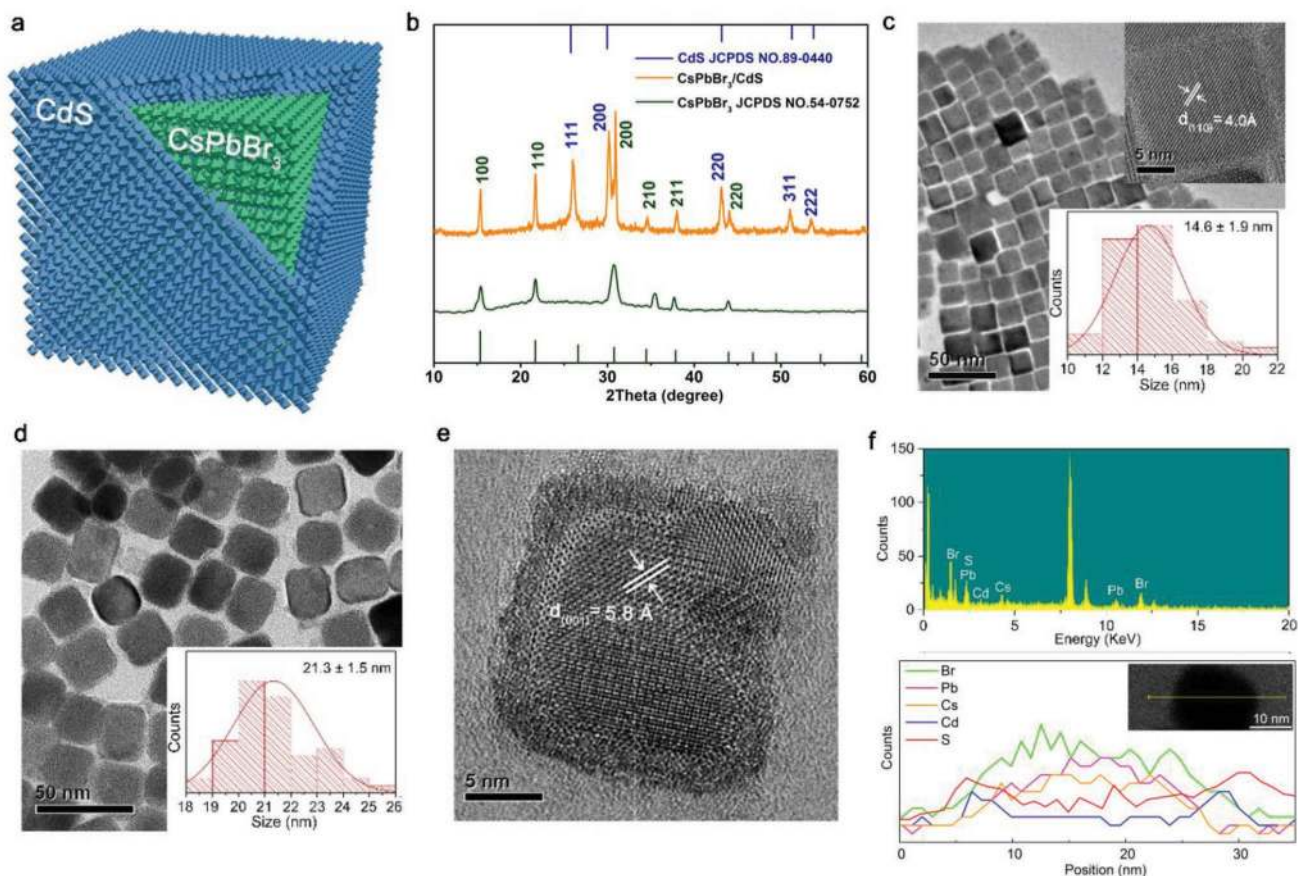 a
CdS
CsPbBr3
b
CdS JCPDS NO.89-0440
CsPbBr3/CdS
CsPbBr3 JCPDS NO.54-0752
100
110
111
200
200
210
211
220
220
311
222
10 20 30 40 50 60
2Theta (degree)
c
5 nm
50 nm
14.6 ± 1.9 nm
Counts
10 12 14 16 18 20 22
Size (nm)
d
50 nm
21.3 ± 1.5 nm
Counts
18 19 20 21 22 23 24 25 26
Size (nm)
e
d{001} = 5.8 Å
5 nm
f
150
100
50
0
Counts
Br
S
Pb
Cd
Cs
Pb
Br
0 5 10 15 20
Energy (KeV)
Br
Pb
Cs
Cd
S
10 nm
Counts
0 10 20 30
Position (nm)